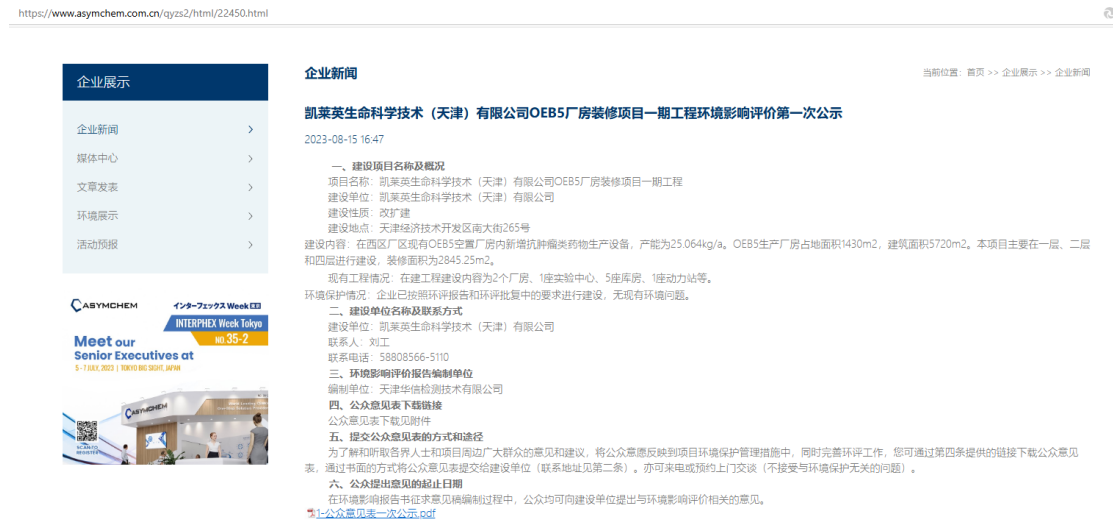 https://www.asymchem.com.cn/qyzs2/html/22450.html
企业展示
企业新闻
媒体中心
文章发表
环境展示
活动预报
ASYMCHEM
インターフェックス Week 東京
INTERPHEX Week Tokyo
NO. 35-2
Meet our
Senior Executives at
5 - 7 JULY, 2023 | TOKYO BIG SIGHT, JAPAN
ASYMCHEM
SCAN TO
REGISTER
企业新闻
当前位置：首页 >> 企业展示 >> 企业新闻
凯莱英生命科学技术（天津）有限公司OEB5厂房装修项目一期工程环境影响评价第一次公示
2023-08-15 16:47
一、建设项目名称及概况
项目名称：凯莱英生命科学技术（天津）有限公司OEB5厂房装修项目一期工程
建设单位：凯莱英生命科学技术（天津）有限公司
建设性质：改扩建
建设地点：天津经济技术开发区南大街265号
建设内容：在西区厂区现有OEB5空置厂房内新增抗肿瘤类药物生产设备，产能为25.064kg/a。OEB5生产厂房占地面积1430m2，建筑面积5720m2。本项目主要在一层、二层
和四层进行建设，装修面积为2845.25m2。
现有工程情况：在建工程建设内容为2个厂房、1座实验中心、5座库房、1座动力站等。
环境保护情况：企业已按照环评报告和环评批复中的要求进行建设，无现有环境问题。
二、建设单位名称及联系方式
建设单位：凯莱英生命科学技术（天津）有限公司
联系人：刘工
联系电话：58808566-5110
三、环境影响评价报告编制单位
编制单位：天津华信检测技术有限公司
四、公众意见表下载链接
公众意见表下载见附件
五、提交公众意见表的方式和途径
为了解和听取各界人士和项目周边广大群众的意见和建议，将公众意愿反映到项目环境保护管理措施中，同时完善环评工作，您可通过第四条提供的链接下载公众意见
表，通过书面的方式将公众意见表提交给建设单位（联系地址见第二条）。亦可来电或预约上门交谈（不接受与环境保护无关的问题）。
六、公众提出意见的起止日期
在环境影响报告书征求意见稿编制过程中，公众均可向建设单位提出与环境影响评价相关的意见。
1-公众意见表一次公示.pdf